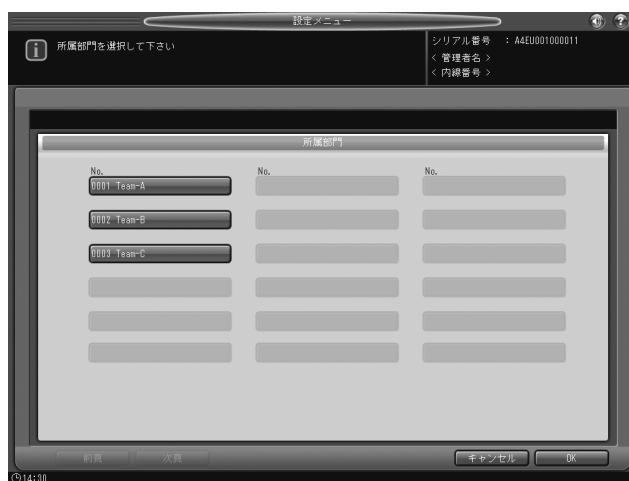 設定メニュー
所属部門を選択して下さい
シリアル番号 : A4EU001000011
< 管理者名 >
< 内線番号 >
所属部門
No. No. No.
0001 Team-A
0002 Team-B
0003 Team-C
前頁 次頁 キャンセル OK
14:30